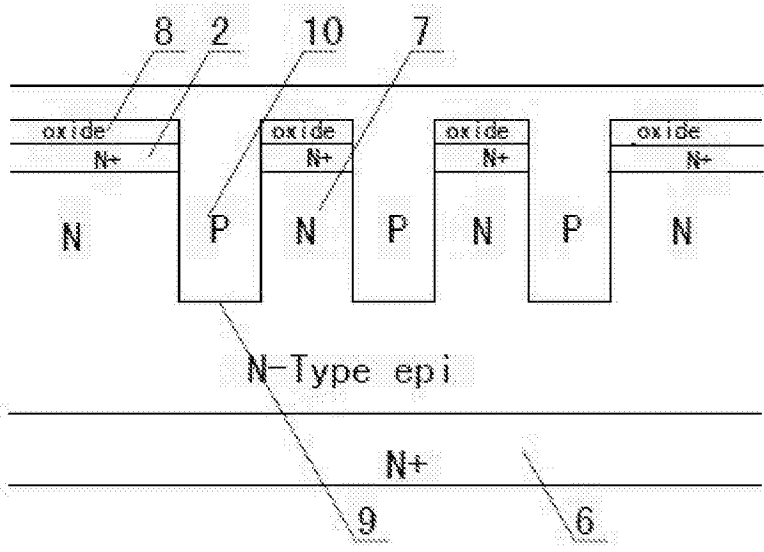 8 2 10 7
oxide oxide oxide oxide
N+ N+ N+ N+
N P N P N P N
N-Type epi
N+
9 6